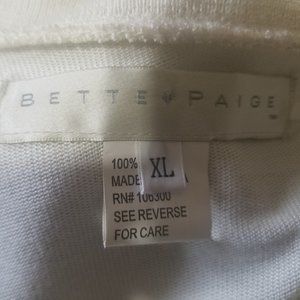 BETTE PAIGE
XL
100%
MADE
RN# 106300
SEE REVERSE
FOR CARE